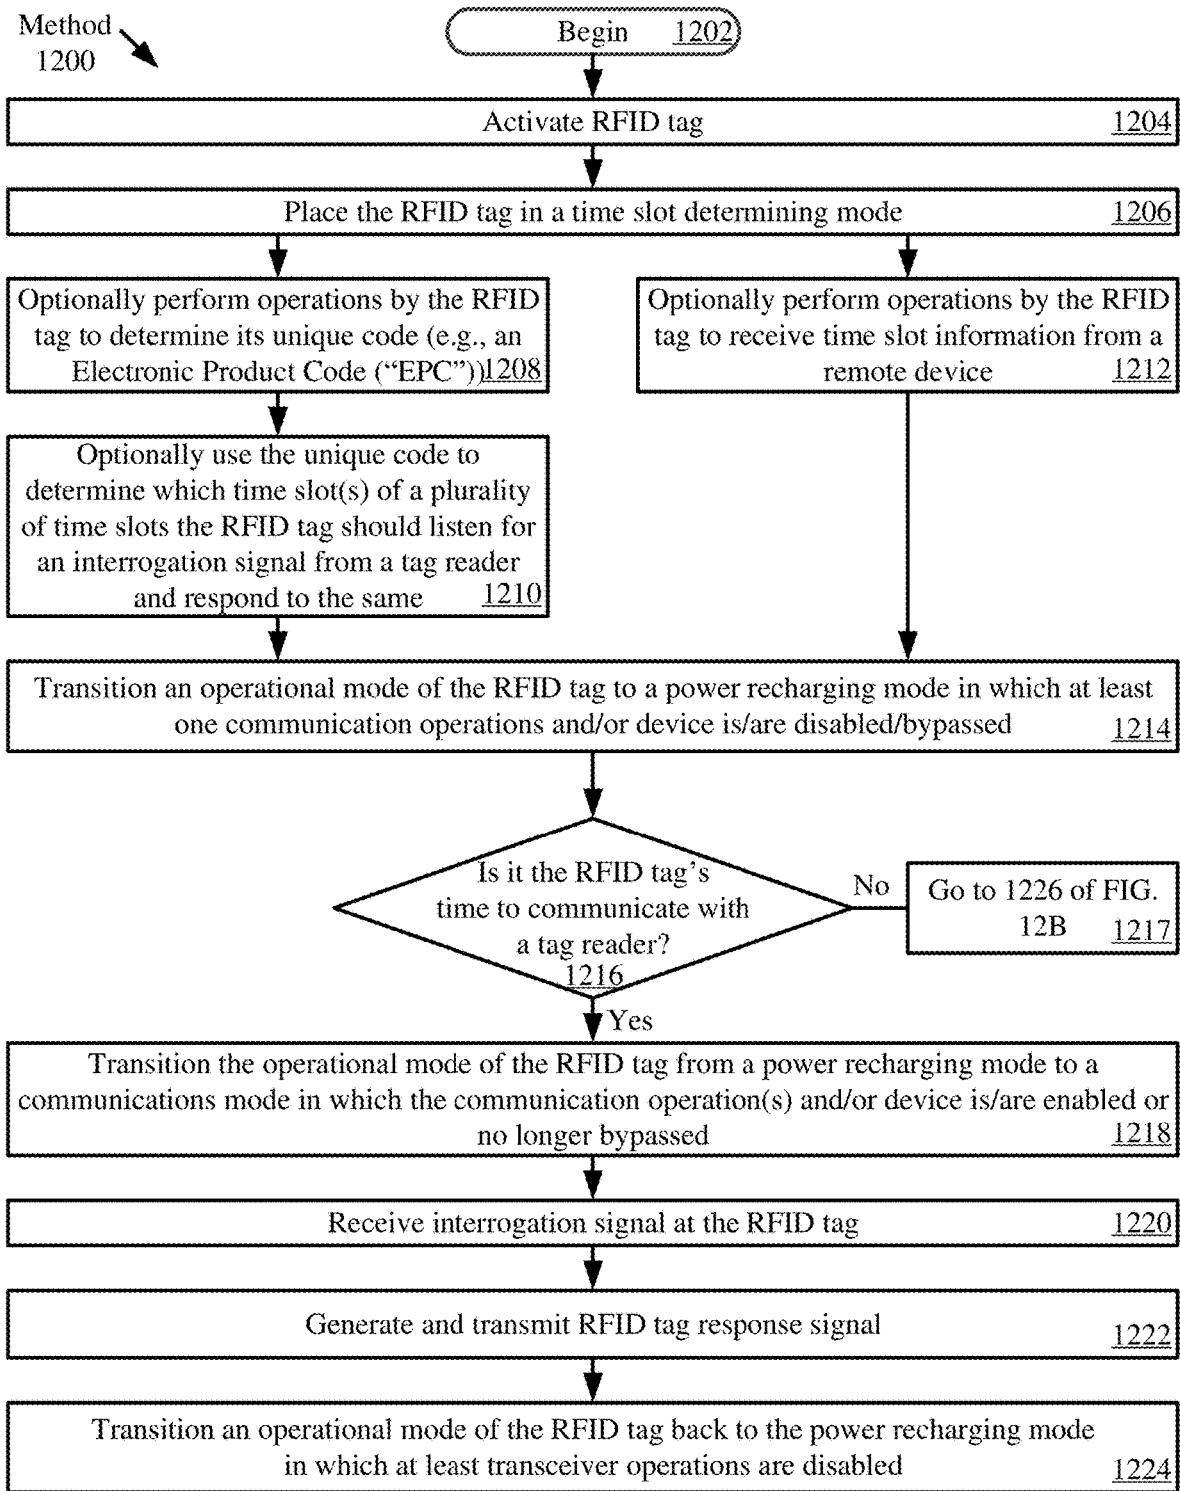 Method
1200
Begin 1202
Activate RFID tag 1204
Place the RFID tag in a time slot determining mode 1206
Optionally perform operations by the RFID
tag to determine its unique code (e.g., an
Electronic Product Code (“EPC”)) 1208
Optionally use the unique code to
determine which time slot(s) of a plurality
of time slots the RFID tag should listen for
an interrogation signal from a tag reader
and respond to the same 1210
Optionally perform operations by the RFID
tag to receive time slot information from a
remote device 1212
Transition an operational mode of the RFID tag to a power recharging mode in which at least
one communication operations and/or device is/are disabled/bypassed 1214
Is it the RFID tag’s
time to communicate with
a tag reader?
1216
No
Go to 1226 of FIG.
12B 1217
Yes
Transition the operational mode of the RFID tag from a power recharging mode to a
communications mode in which the communication operation(s) and/or device is/are enabled or
no longer bypassed 1218
Receive interrogation signal at the RFID tag 1220
Generate and transmit RFID tag response signal 1222
Transition an operational mode of the RFID tag back to the power recharging mode
in which at least transceiver operations are disabled 1224